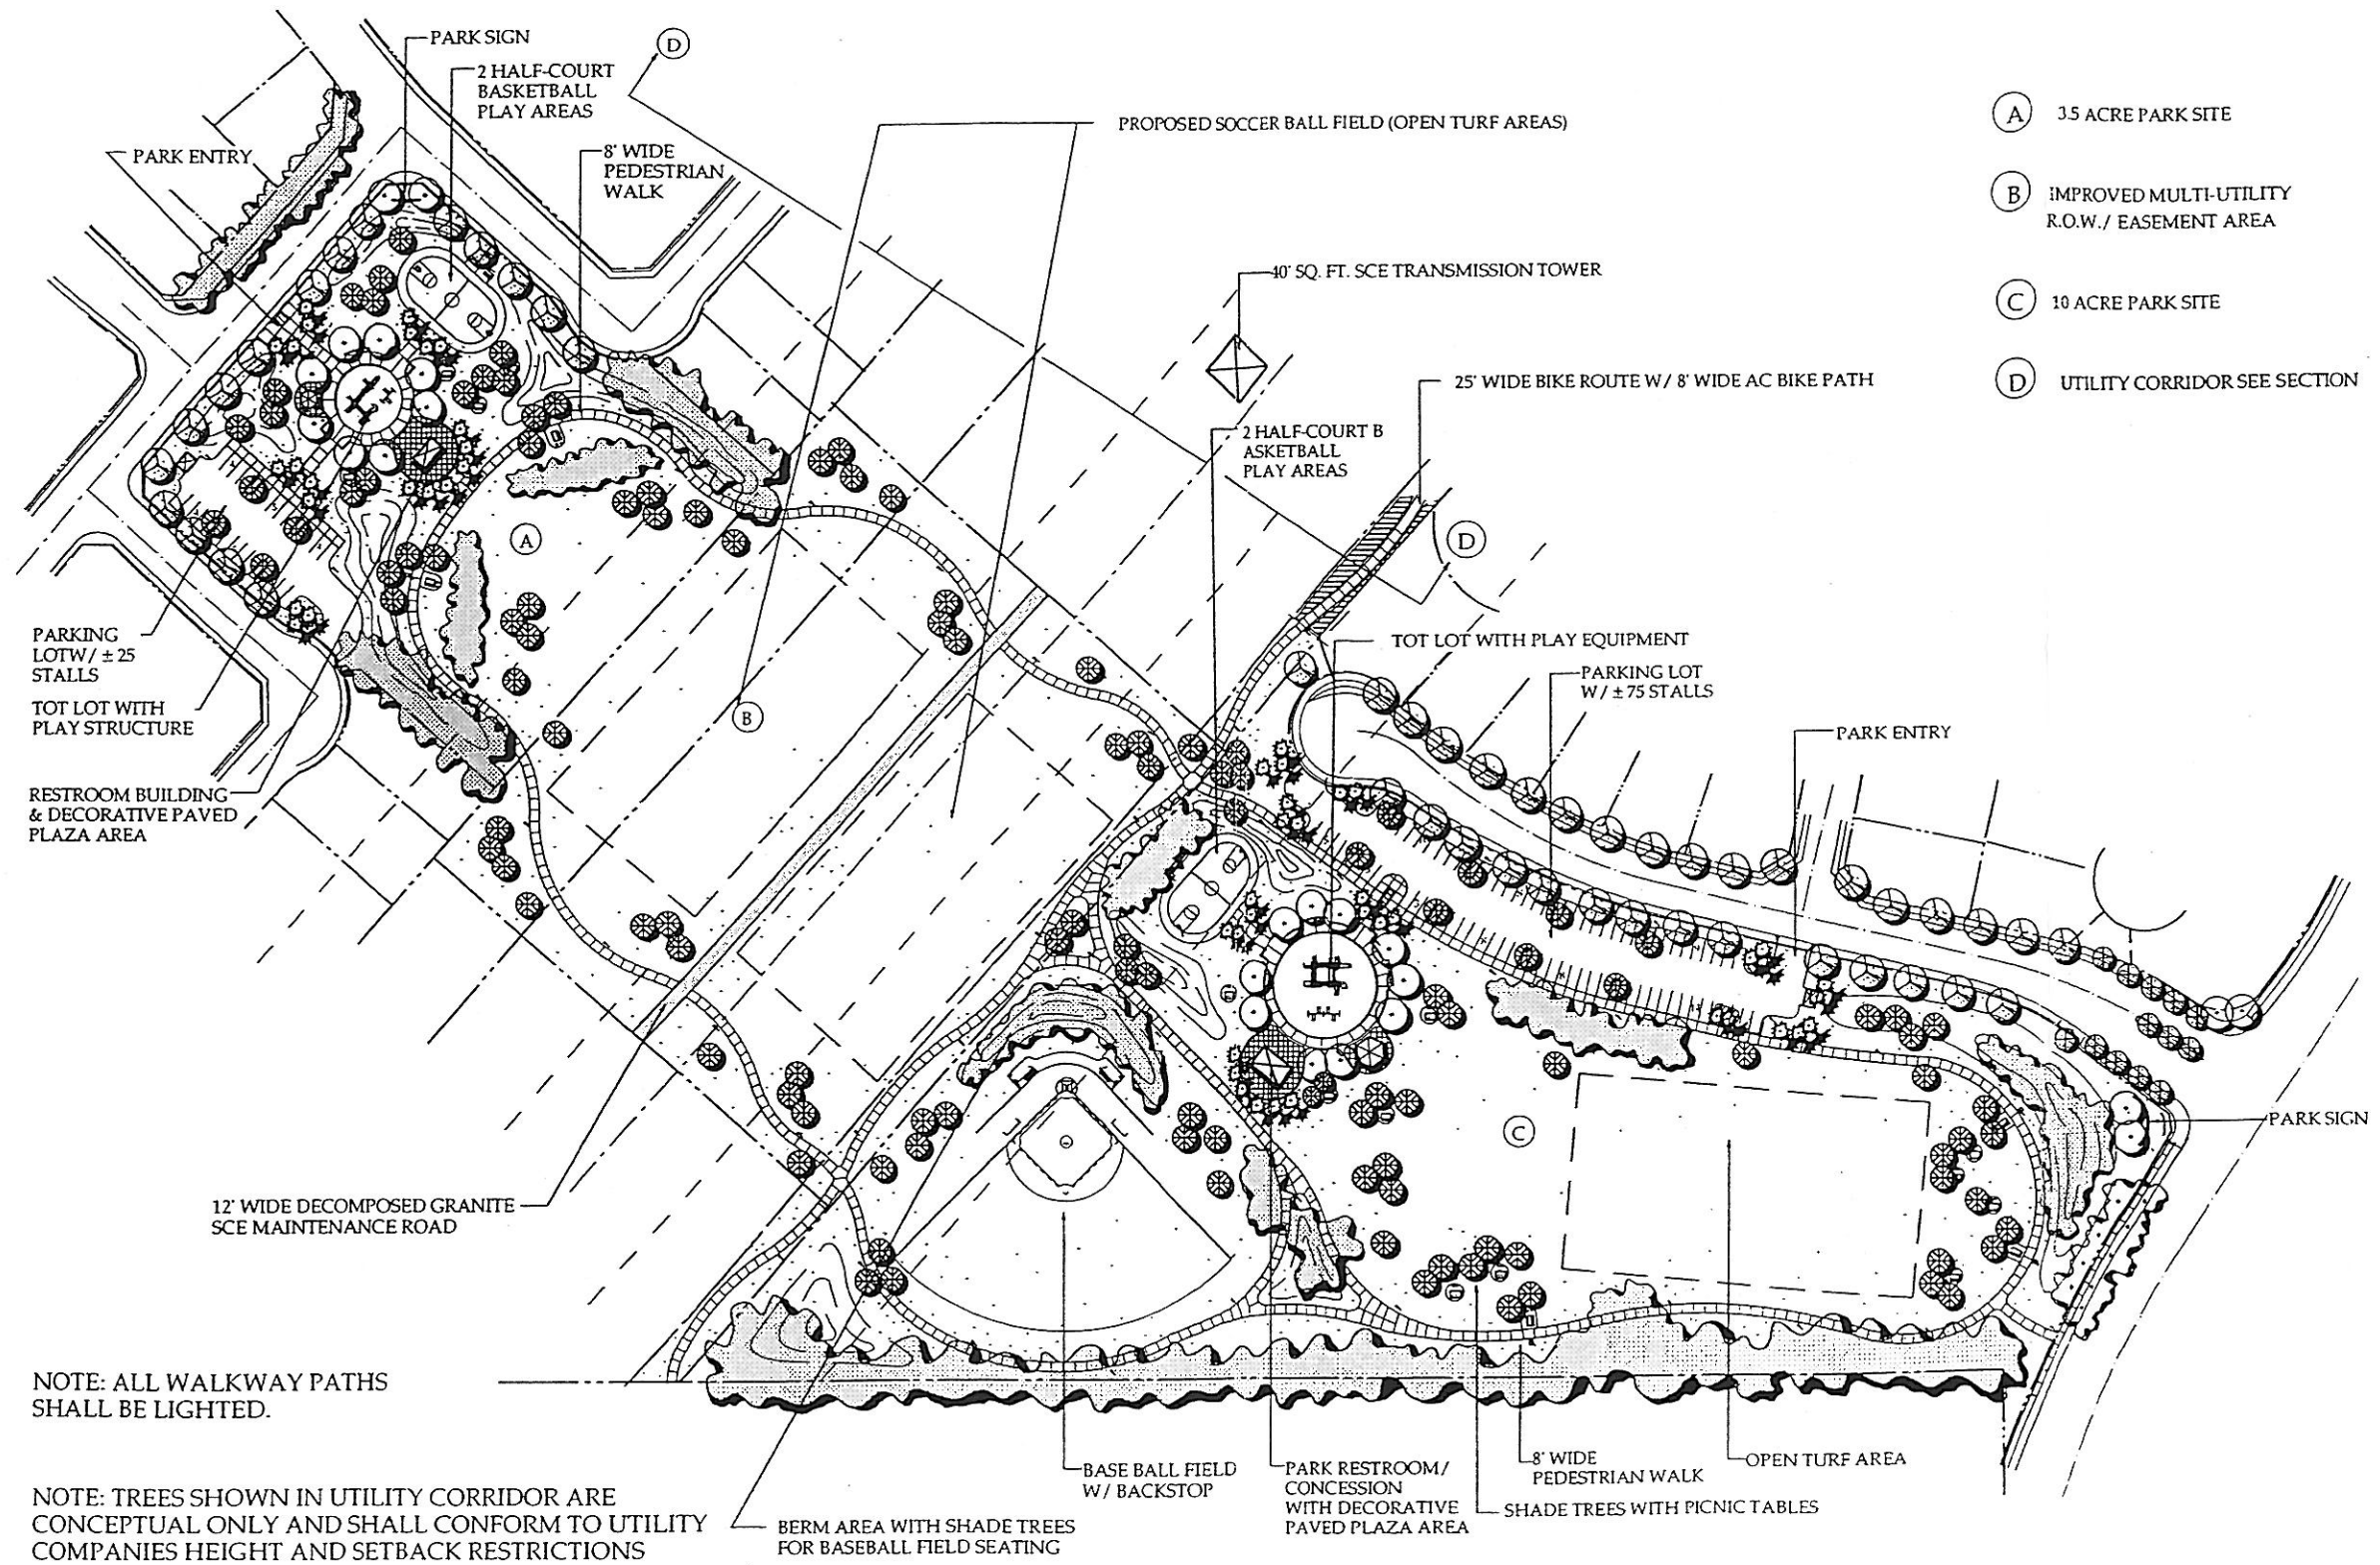 PARK SIGN
2 HALF-COURT
BASKETBALL
PLAY AREAS
D
PARK ENTRY
8' WIDE
PEDESTRIAN
WALK
PROPOSED SOCCER BALL FIELD (OPEN TURF AREAS)
A 3.5 ACRE PARK SITE
B IMPROVED MULTI-UTILITY
R.O.W./ EASEMENT AREA
C 10 ACRE PARK SITE
D UTILITY CORRIDOR SEE SECTION
40' SQ. FT. SCE TRANSMISSION TOWER
25' WIDE BIKE ROUTE W/ 8' WIDE AC BIKE PATH
2 HALF-COURT B
ASKETBALL
PLAY AREAS
A
D
PARKING
LOTW/ ± 25
STALLS
TOT LOT WITH
PLAY STRUCTURE
RESTROOM BUILDING
& DECORATIVE PAVED
PLAZA AREA
B
TOT LOT WITH PLAY EQUIPMENT
PARKING LOT
W/ ± 75 STALLS
PARK ENTRY
C
PARK SIGN
12' WIDE DECOMPOSED GRANITE
SCE MAINTENANCE ROAD
NOTE: ALL WALKWAY PATHS
SHALL BE LIGHTED.
NOTE: TREES SHOWN IN UTILITY CORRIDOR ARE
CONCEPTUAL ONLY AND SHALL CONFORM TO UTILITY
COMPANIES HEIGHT AND SETBACK RESTRICTIONS
BERM AREA WITH SHADE TREES
FOR BASEBALL FIELD SEATING
BASE BALL FIELD
W/ BACKSTOP
PARK RESTROOM/
CONCESSION
WITH DECORATIVE
PAVED PLAZA AREA
8' WIDE
PEDESTRIAN WALK
SHADE TREES WITH PICNIC TABLES
OPEN TURF AREA